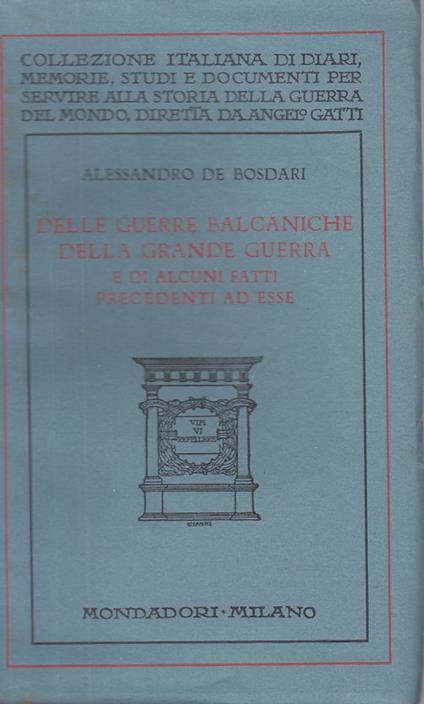 COLLEZIONE ITALIANA DI DIARI,
MEMORIE, STUDI E DOCUMENTI PER
SERVIRE ALLA STORIA DELLA GUERRA
DEL MONDO, DIRETTA DA ANGELO GATTI
ALESSANDRO DE BOSDARI
DELLE GUERRE BALCANICHE
DELLA GRANDE GUERRA
E DI ALCUNI FATTI
PRECEDENTI AD ESSE
VIM
VI
REPELLERE
MONDADORI · MILANO